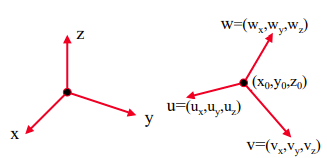 z
y
x
w=(wx,wy,wz)
(x0,y0,z0)
u=(ux,uy,uz)
v=(vx,vy,vz)